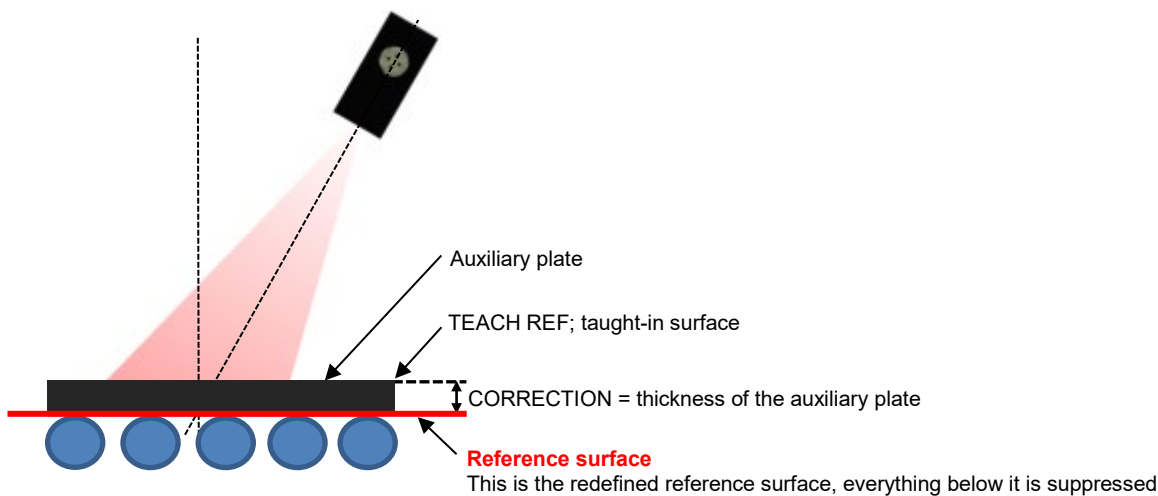 Auxiliary plate
TEACH REF; taught-in surface
CORRECTION = thickness of the auxiliary plate
Reference surface
This is the redefined reference surface, everything below it is suppressed